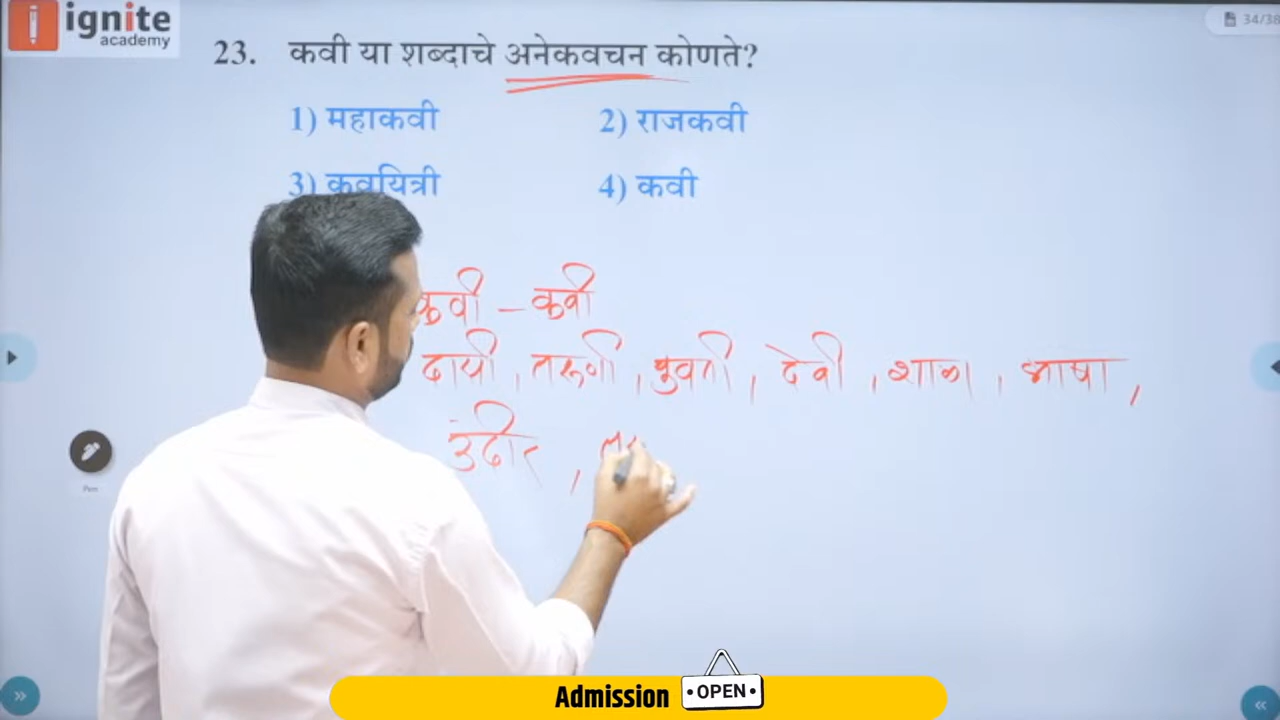 ignite
academy
34/38
23. कवी या शब्दाचे अनेकवचन कोणते?
1) महाकवी 2) राजकवी
3) कवयित्री 4) कवी
कवी – कवी
दायी, तरूणी, युवती, देवी, शाळा, भाषा,
उंदीर,
Pen
Admission OPEN